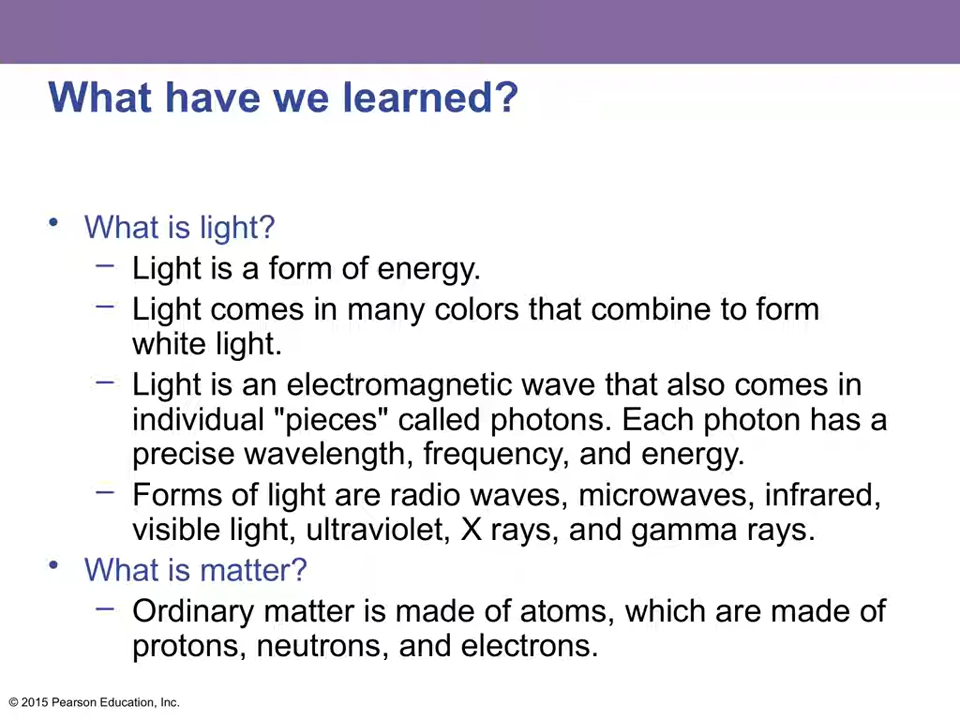 What have we learned?
• What is light?
– Light is a form of energy.
– Light comes in many colors that combine to form
white light.
– Light is an electromagnetic wave that also comes in
individual "pieces" called photons. Each photon has a
precise wavelength, frequency, and energy.
– Forms of light are radio waves, microwaves, infrared,
visible light, ultraviolet, X rays, and gamma rays.
• What is matter?
– Ordinary matter is made of atoms, which are made of
protons, neutrons, and electrons.
© 2015 Pearson Education, Inc.